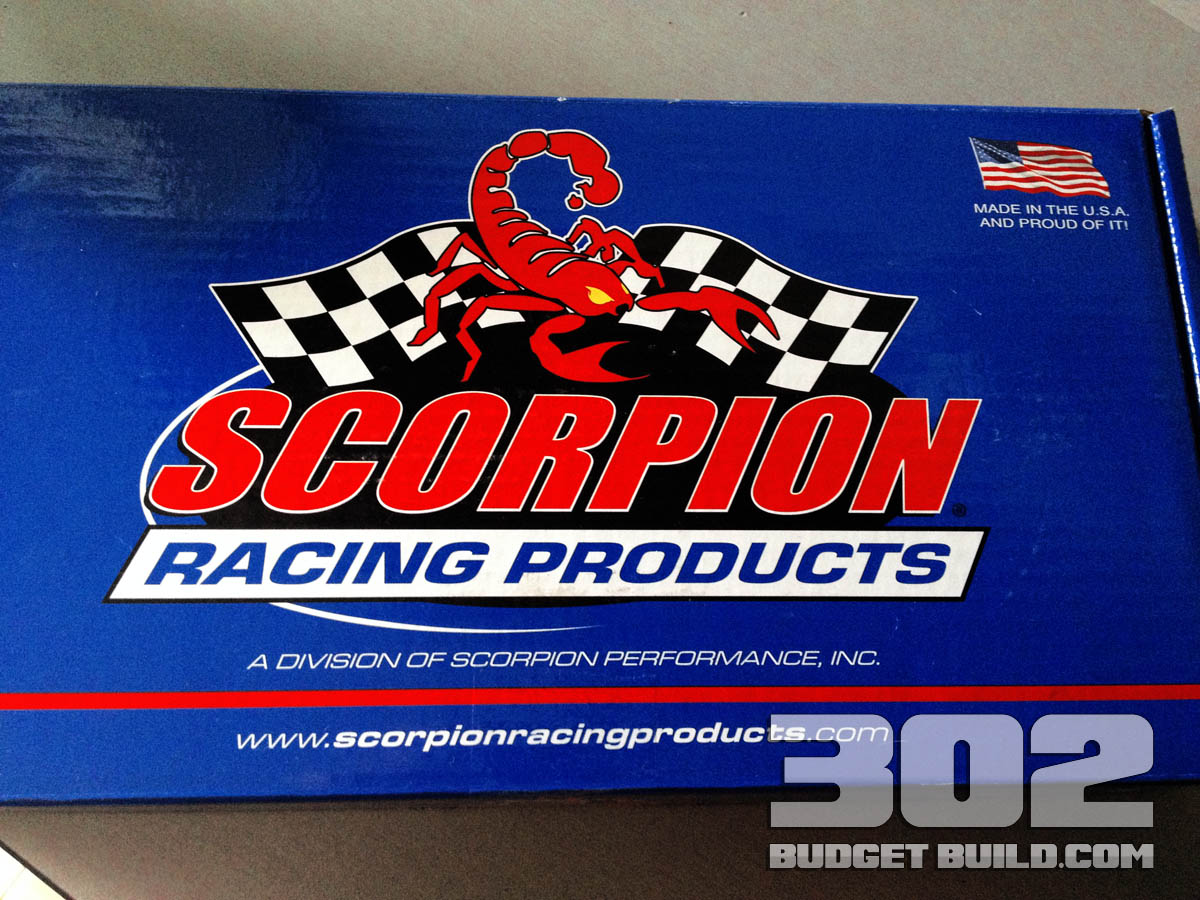 MADE IN THE U.S.A.
AND PROUD OF IT!
SCORPION®
RACING PRODUCTS
A DIVISION OF SCORPION PERFORMANCE, INC.
www.scorpionracingproducts.com
302
BUDGET BUILD.COM